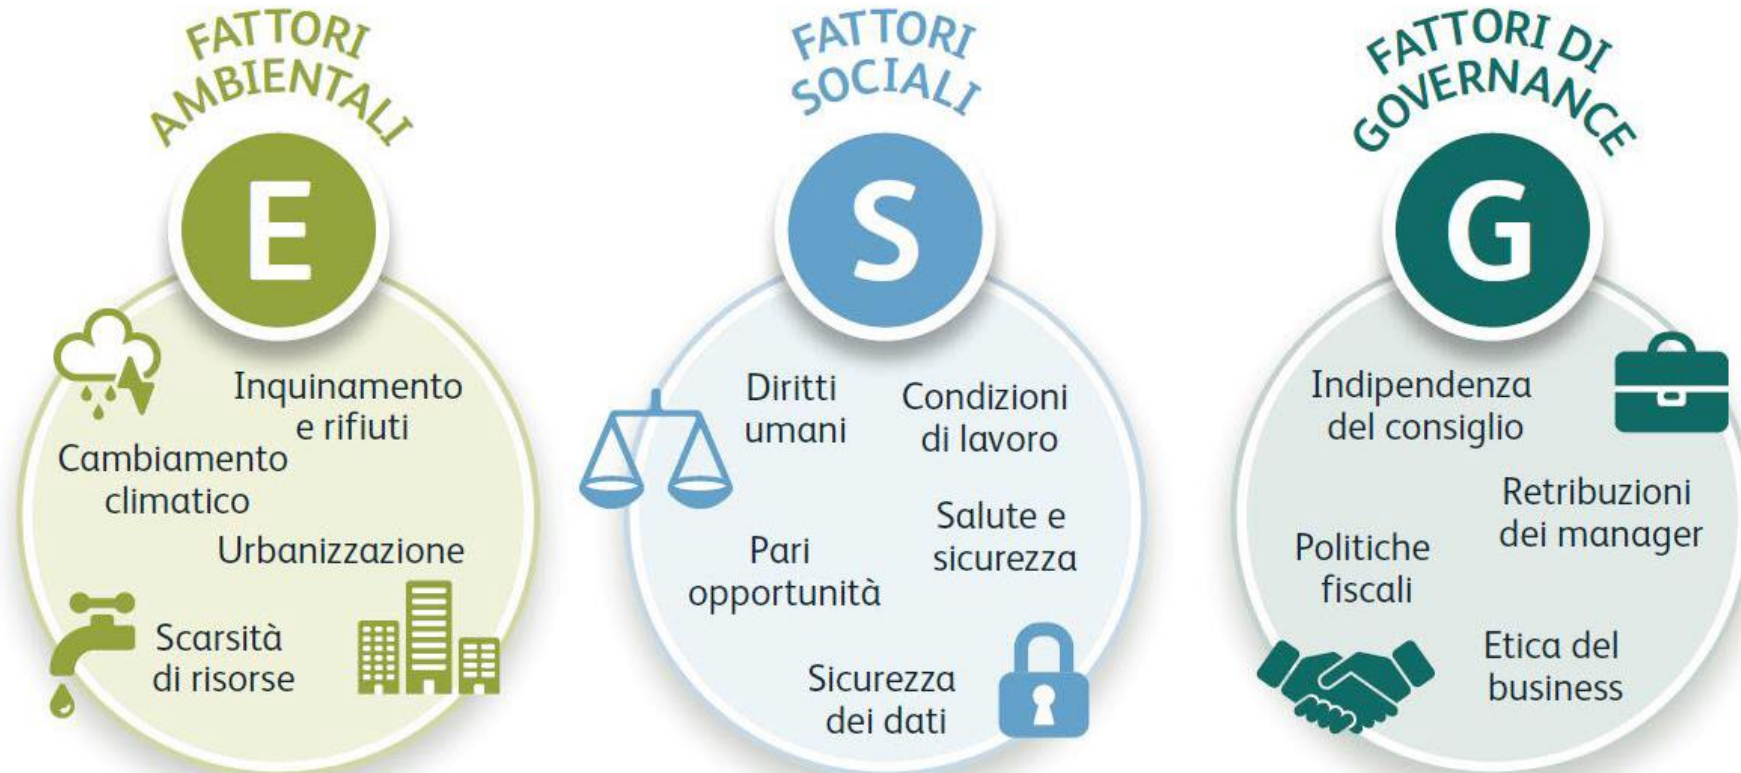 FATTORI
AMBIENTALI
E
Inquinamento
e rifiuti
Cambiamento
climatico
Urbanizzazione
Scarsità
di risorse
FATTORI
SOCIALI
S
Diritti
umani
Condizioni
di lavoro
Salute e
sicurezza
Pari
opportunità
Sicurezza
dei dati
FATTORI DI
GOVERNANCE
G
Indipendenza
del consiglio
Retribuzioni
dei manager
Politiche
fiscali
Etica del
business